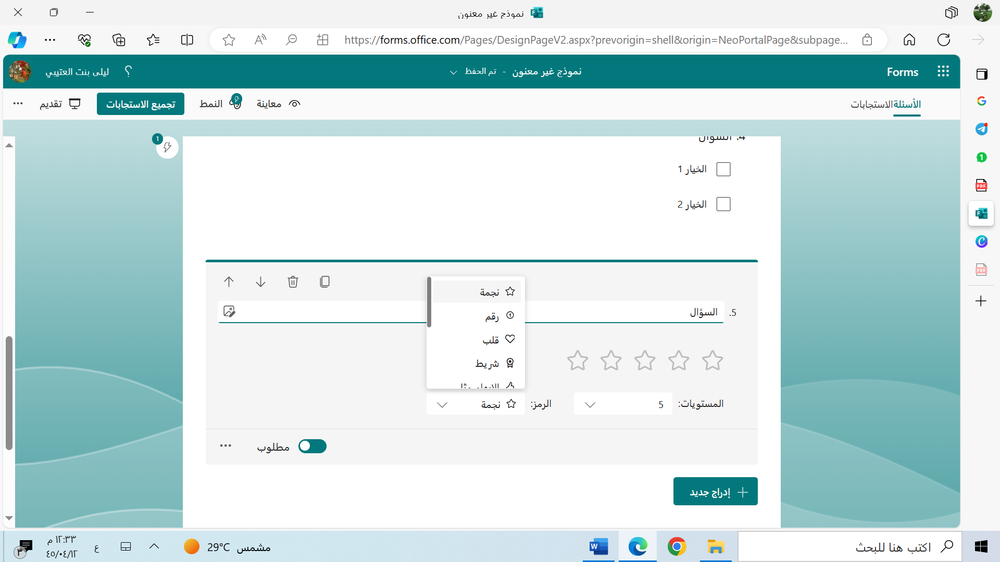 نموذج غير معنون
https://forms.office.com/Pages/DesignPageV2.aspx?prevorigin=shell&origin=NeoPortalPage&subpage...
Forms
نموذج غير معنون - تم الحفظ
ليلى بنت العتيبي
؟
الأسئلة
الاستجابات
معاينة
النمط
تجميع الاستجابات
تقديم
1
4. السؤال
الخيار 1
الخيار 2
5. السؤال
نجمة
رقم
قلب
شريط
المستويات: 5
الرمز: نجمة
مطلوب
إدراج جديد
اكتب هنا للبحث
مشمس 29°C
ع
١٢:٣٣ م
٤٥/٠٤/١٢
٣